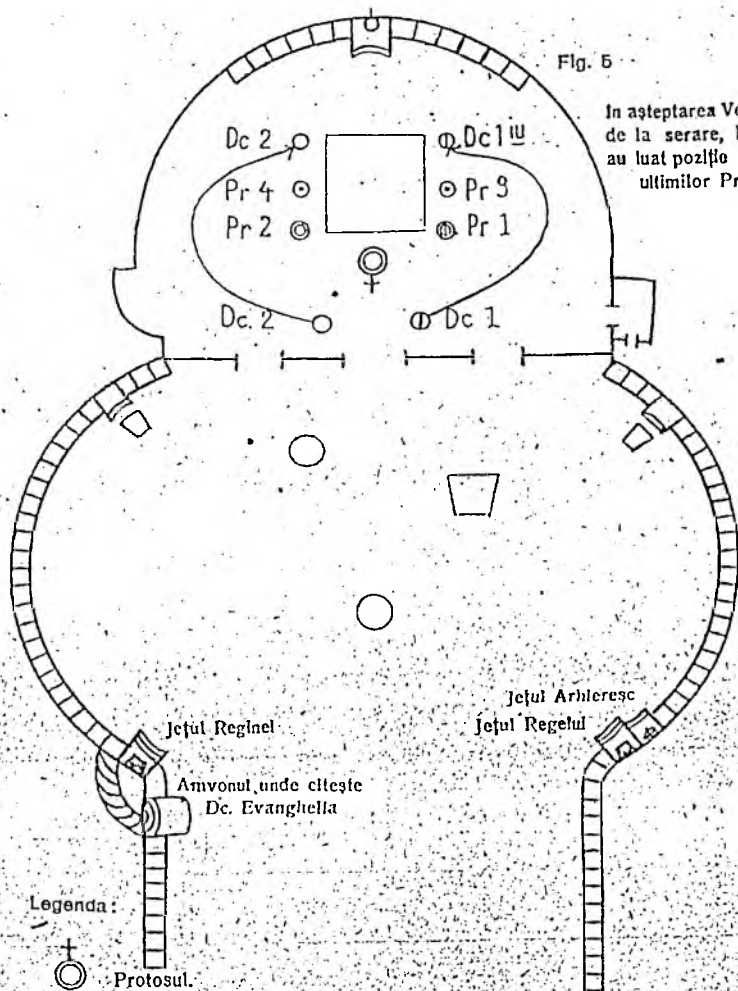 Fig. 5
In așteptarea
de la serare,
au luat poziție
ultimilor
Dc 2
Dc 1 iu
Pr 4
Pr 3
Pr 2
Pr 1
Dc. 2
Dc 1
Jețul Arhieresc
Jețul Reginei
Jețul Regelui
Amvonul unde citește
Dc. Evanghelia
Legenda:
Protosul.